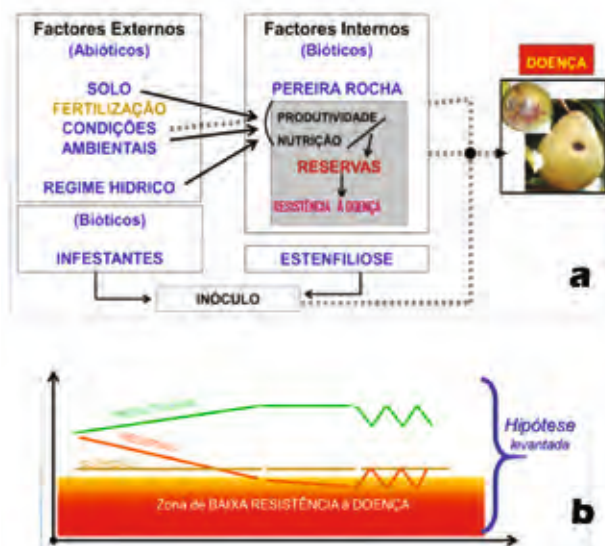 Factores Externos
(Abióticos)
SOLO
FERTILIZAÇÃO
CONDIÇÕES
AMBIENTAIS
REGIME HIDRICO
(Bióticos)
INFESTANTES
Factores Internos
(Bióticos)
PEREIRA ROCHA
PRODUTIVIDADE
NUTRIÇÃO
RESERVAS
RESISTÊNCIA À DOENÇA
ESTENFILIOSE
INÓCULO
DOENÇA
a
Hipótese
levantada
Zona de BAIXA RESISTÊNCIA à DOENÇA
b